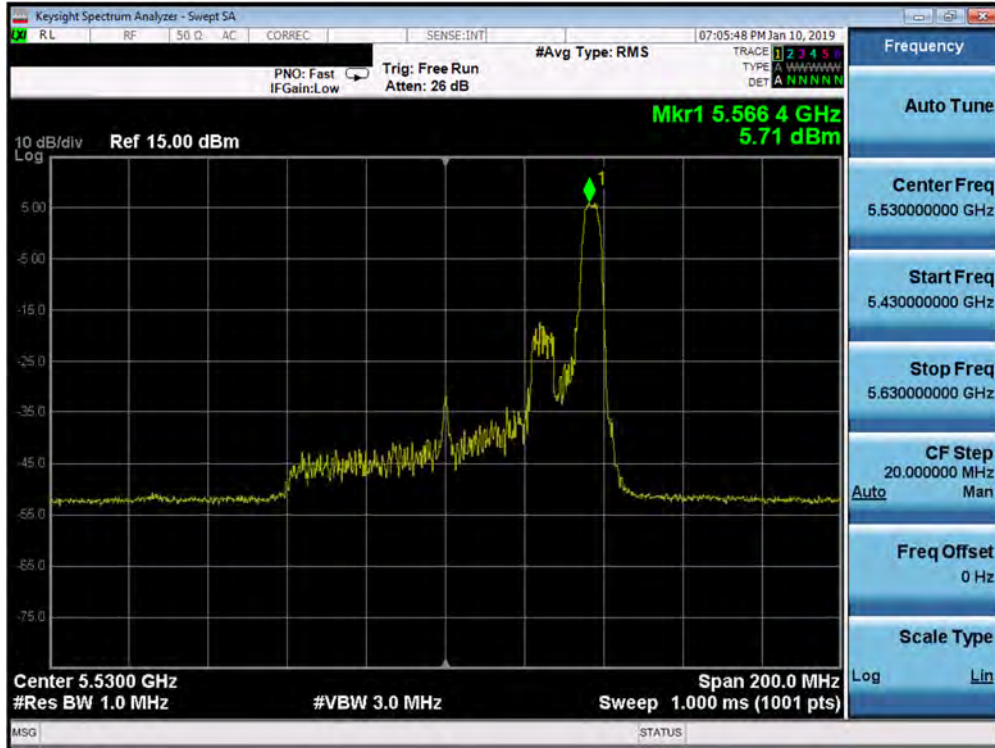 Keysight Spectrum Analyzer - Swept SA
LXI RL RF 50 Ω AC CORREC SENSE:INT 07:05:48 PM Jan 10, 2019
#Avg Type: RMS TRACE 1 2 3 4 5 6
PNO: Fast Trig: Free Run TYPE A WWWWW
IFGain:Low Atten: 26 dB DET A N N N N N
Mkr1 5.566 4 GHz
5.71 dBm
10 dB/div Ref 15.00 dBm
Log
1
5.00
-5.00
-15.0
-25.0
-35.0
-45.0
-55.0
-65.0
-75.0
Center 5.5300 GHz Span 200.0 MHz
#Res BW 1.0 MHz #VBW 3.0 MHz Sweep 1.000 ms (1001 pts)
MSG STATUS
Frequency
Auto Tune
Center Freq
5.530000000 GHz
Start Freq
5.430000000 GHz
Stop Freq
5.630000000 GHz
CF Step
20.000000 MHz
Auto Man
Freq Offset
0 Hz
Scale Type
Log Lin